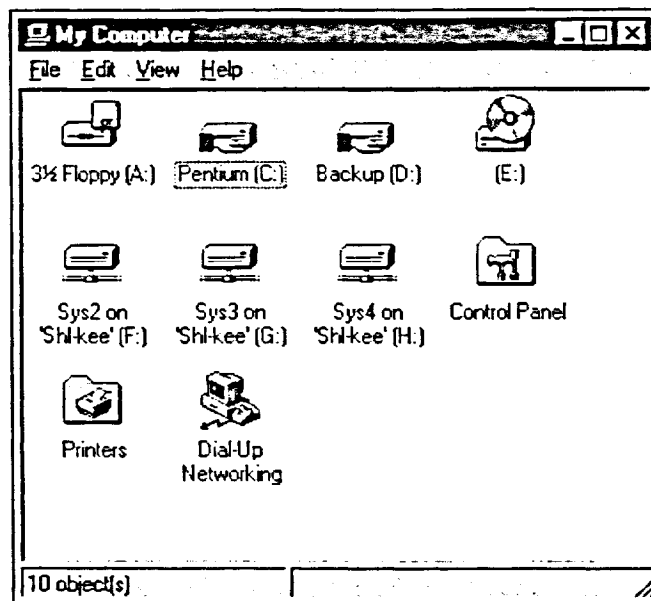 My Computer
File Edit View Help
3½ Floppy (A:) Pentium (C:) Backup (D:) (E:)
Sys2 on Sys3 on Sys4 on Control Panel
'Shl-kee' (F:) 'Shl-kee' (G:) 'Shl-kee' (H:)
Printers Dial-Up
Networking
10 object(s)